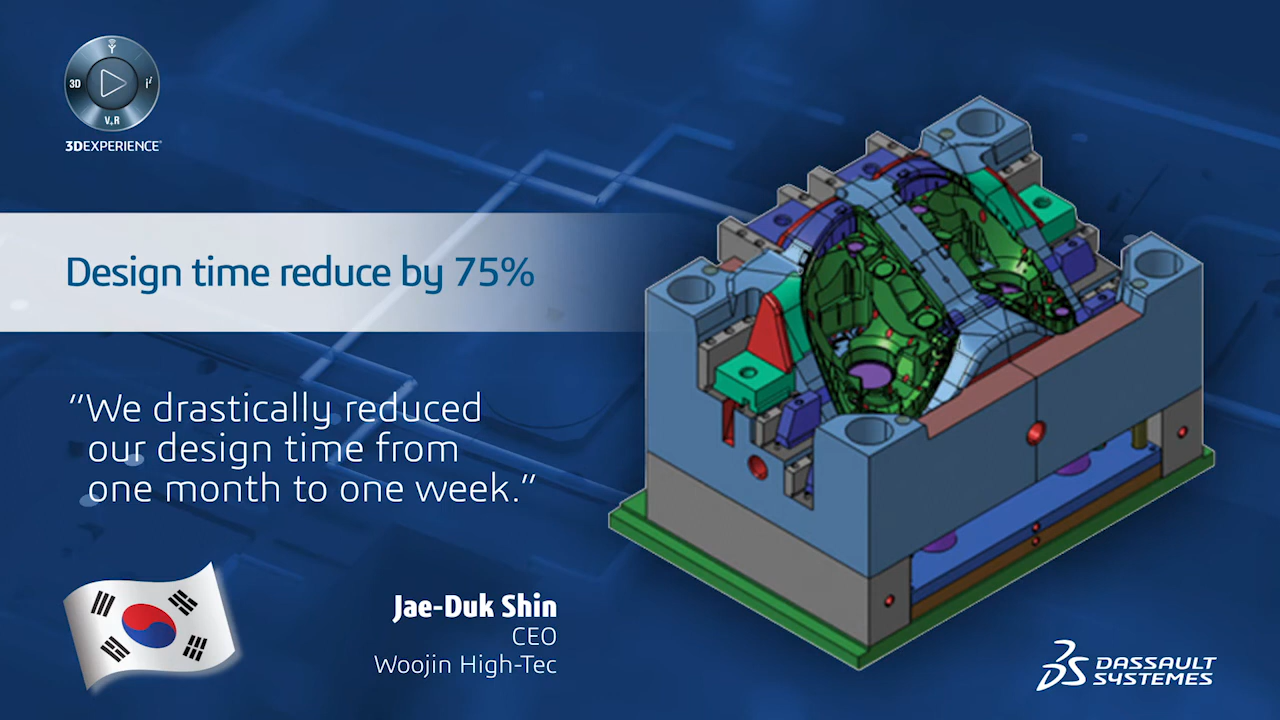 3D
i²
V,R
3DEXPERIENCE®
Design time reduce by 75%
“We drastically reduced
our design time from
one month to one week.”
Jae-Duk Shin
CEO
Woojin High-Tec
DASSAULT
SYSTEMES